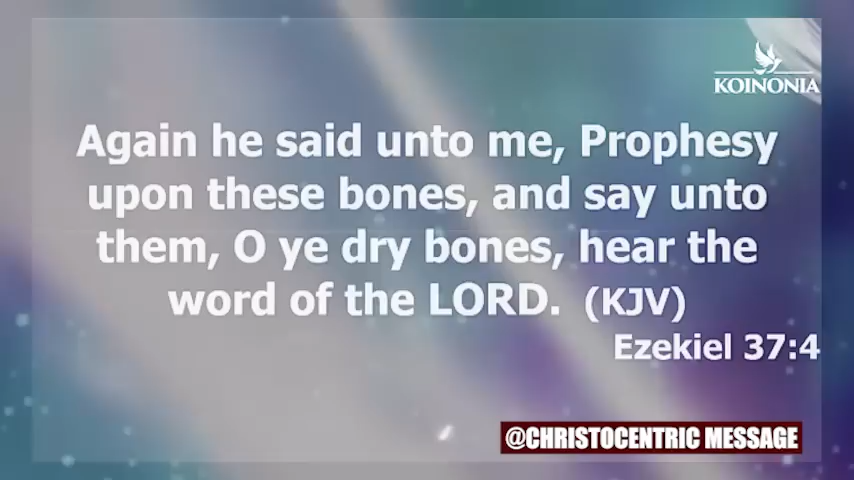 KOINONIA
Again he said unto me, Prophesy
upon these bones, and say unto
them, O ye dry bones, hear the
word of the LORD. (KJV)
Ezekiel 37:4
@CHRISTOCENTRIC MESSAGE